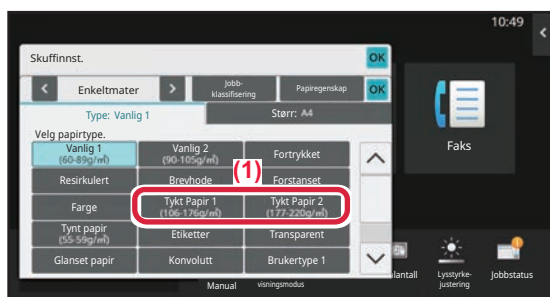 10:49
Skuffinnst.
OK
Enkeltmater
Jobb-
klassifisering
Papiregenskap
OK
Type: Vanlig 1
Størr: A4
Velg papirtype.
Vanlig 1
(60-89g/㎡)
Vanlig 2
(90-105g/㎡)
Fortrykket
Resirkulert
Brevhode
(1)
Forstanset
Farge
Tykt Papir 1
(106-176g/㎡)
Tykt Papir 2
(177-220g/㎡)
Tynt papir
(55-59g/㎡)
Etiketter
Transparent
Glanset papir
Konvolutt
Brukertype 1
Faks
Manual
visningsmodus
lantall
Lysstyrke-
justering
Jobbstatus